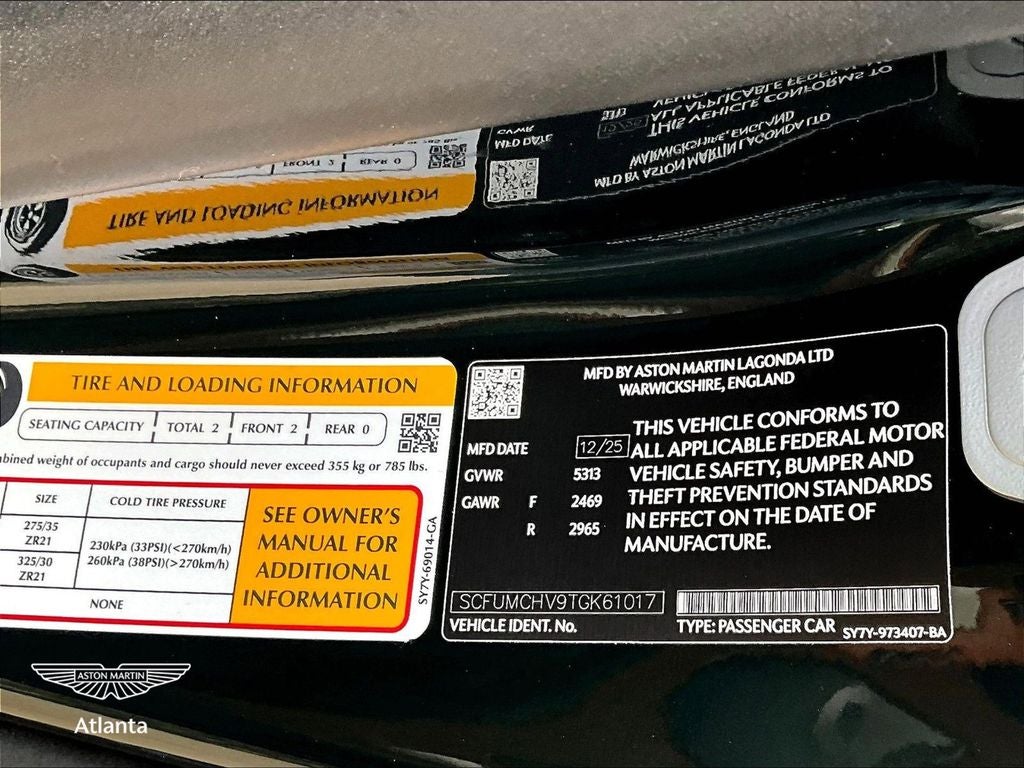 TIRE AND LOADING INFORMATION
SEATING CAPACITY TOTAL 2 FRONT 2 REAR 0
bined weight of occupants and cargo should never exceed 355 kg or 785 lbs.
SIZE COLD TIRE PRESSURE
275/35
ZR21
325/30
ZR21
230kPa (33PSI)(<270km/h)
260kPa (38PSI)(>270km/h)
NONE
SEE OWNER'S
MANUAL FOR
ADDITIONAL
INFORMATION
SY7Y-69014-GA
MFD BY ASTON MARTIN LAGONDA LTD
WARWICKSHIRE, ENGLAND
MFD DATE 12/25
GVWR 5313
GAWR F 2469
R 2965
THIS VEHICLE CONFORMS TO
ALL APPLICABLE FEDERAL MOTOR
VEHICLE SAFETY, BUMPER AND
THEFT PREVENTION STANDARDS
IN EFFECT ON THE DATE OF
MANUFACTURE.
SCFUMCHV9TGK61017
VEHICLE IDENT. No.
TYPE: PASSENGER CAR SY7Y-973407-BA
ASTON MARTIN
Atlanta